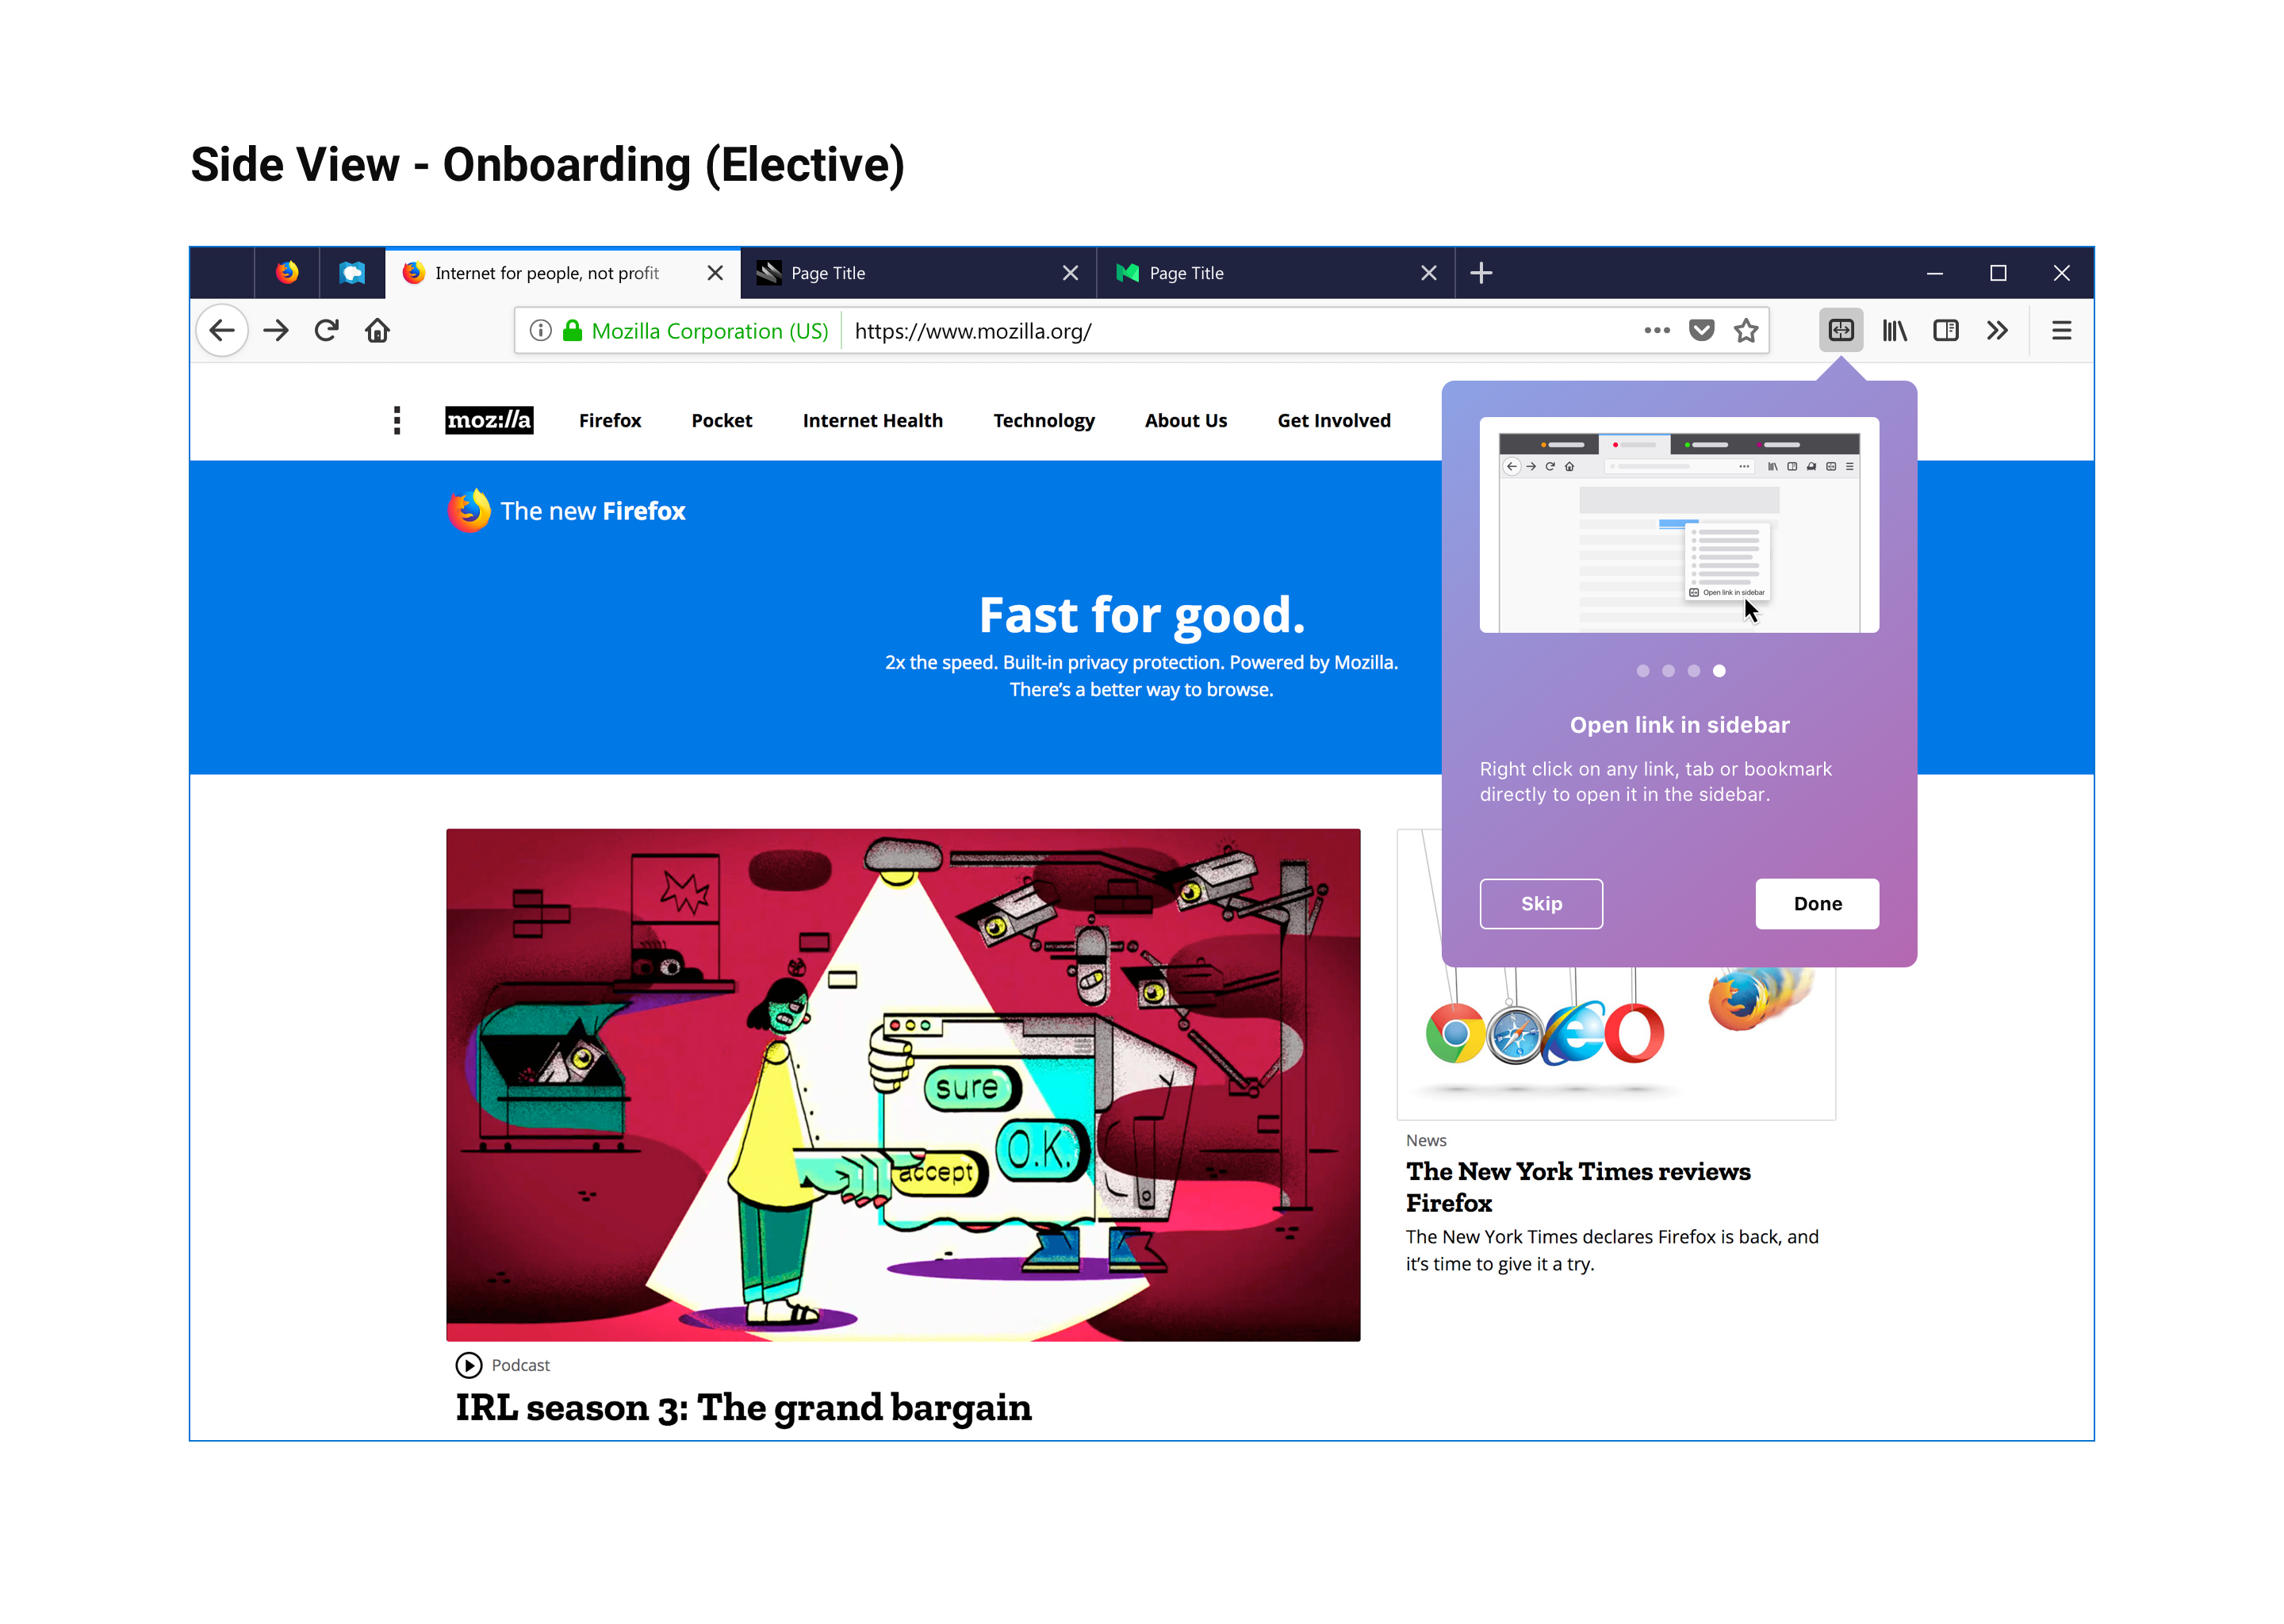 Side View - Onboarding (Elective)
Internet for people, not profit
Page Title
Page Title
Mozilla Corporation (US)
https://www.mozilla.org/
moz://a
Firefox
Pocket
Internet Health
Technology
About Us
Get Involved
The new Firefox
Fast for good.
2x the speed. Built-in privacy protection. Powered by Mozilla.
There's a better way to browse.
Open link in sidebar
Open link in sidebar
Right click on any link, tab or bookmark
directly to open it in the sidebar.
Skip
Done
sure
O.K.
accept
News
The New York Times reviews
Firefox
The New York Times declares Firefox is back, and
it's time to give it a try.
Podcast
IRL season 3: The grand bargain